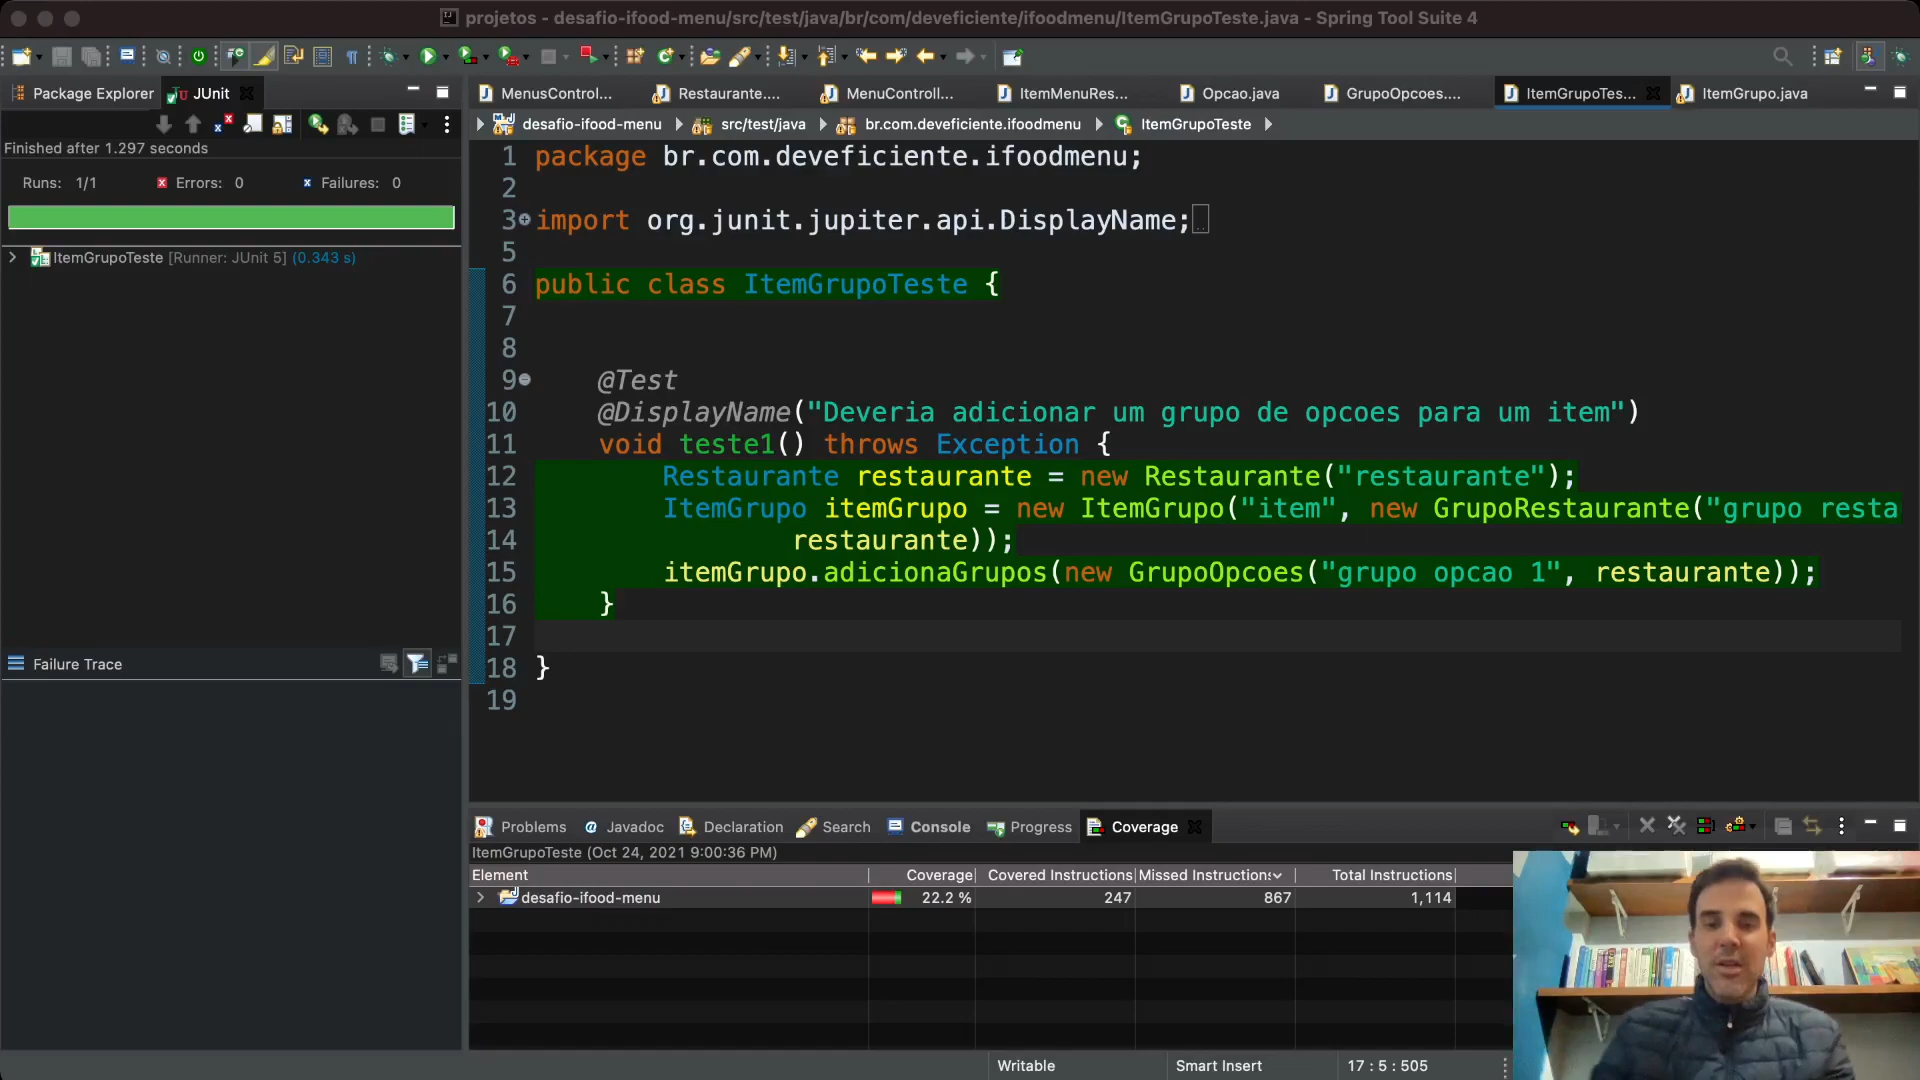 projetos - desafio-ifood-menu/src/test/java/br/com/deveficiente/ifoodmenu/ItemGrupoTeste.java - Spring Tool Suite 4
Package Explorer
JUnit
MenusControl...
Restaurante....
MenuControll...
ItemMenuRes...
Opcao.java
GrupoOpcoes....
ItemGrupoTes...
ItemGrupo.java
desafio-ifood-menu
src/test/java
br.com.deveficiente.ifoodmenu
ItemGrupoTeste
Finished after 1.297 seconds
Runs: 1/1
Errors: 0
Failures: 0
ItemGrupoTeste [Runner: JUnit 5] (0.343 s)
Failure Trace
1 package br.com.deveficiente.ifoodmenu;
2
3 import org.junit.jupiter.api.DisplayName;
5
6 public class ItemGrupoTeste {
7
8
9 @Test
10 @DisplayName("Deveria adicionar um grupo de opcoes para um item")
11 void teste1() throws Exception {
12 Restaurante restaurante = new Restaurante("restaurante");
13 ItemGrupo itemGrupo = new ItemGrupo("item", new GrupoRestaurante("grupo resta
14 restaurante));
15 itemGrupo.adicionaGrupos(new GrupoOpcoes("grupo opcao 1", restaurante));
16 }
17
18 }
19
Problems
@ Javadoc
Declaration
Search
Console
Progress
Coverage
ItemGrupoTeste (Oct 24, 2021 9:00:36 PM)
Element Coverage Covered Instructions Missed Instructions Total Instructions
desafio-ifood-menu 22.2 % 247 867 1,114
Writable
Smart Insert
17 : 5 : 505